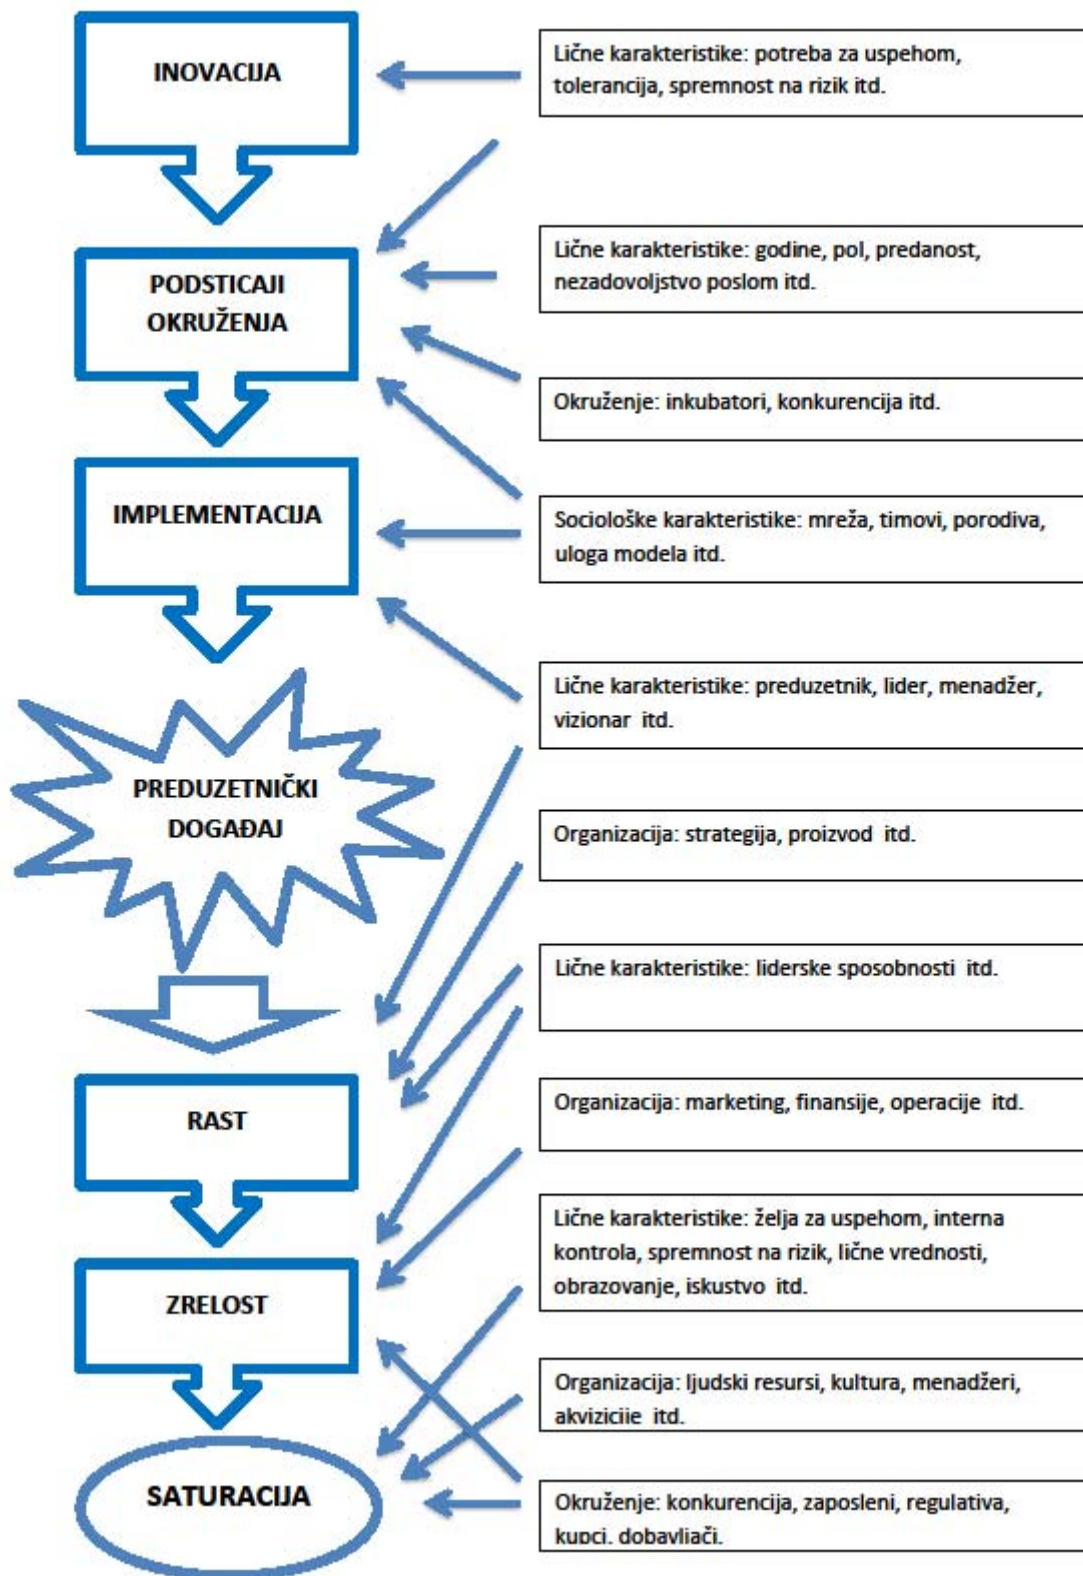 INOVACIJA
Lične karakteristike: potreba za uspehom,
tolerancija, spremnost na rizik itd.
PODSTICAJI
OKRUŽENJA
Lične karakteristike: godine, pol, predanost,
nezadovoljstvo poslom itd.
Okruženje: inkubatori, konkurencija itd.
IMPLEMENTACIJA
Sociološke karakteristike: mreža, timovi, porodiva,
uloga modela itd.
Lične karakteristike: preduzetnik, lider, menadžer,
vizionar itd.
PREDUZETNIČKI
DOGAĐAJ
Organizacija: strategija, proizvod itd.
Lične karakteristike: liderske sposobnosti itd.
RAST
Organizacija: marketing, finansije, operacije itd.
Lične karakteristike: želja za uspehom, interna
kontrola, spremnost na rizik, lične vrednosti,
obrazovanje, iskustvo itd.
ZRELOST
Organizacija: ljudski resursi, kultura, menadžeri,
akvizicije itd.
SATURACIJA
Okruženje: konkurencija, zaposleni, regulativa,
kupci, dobavljači.